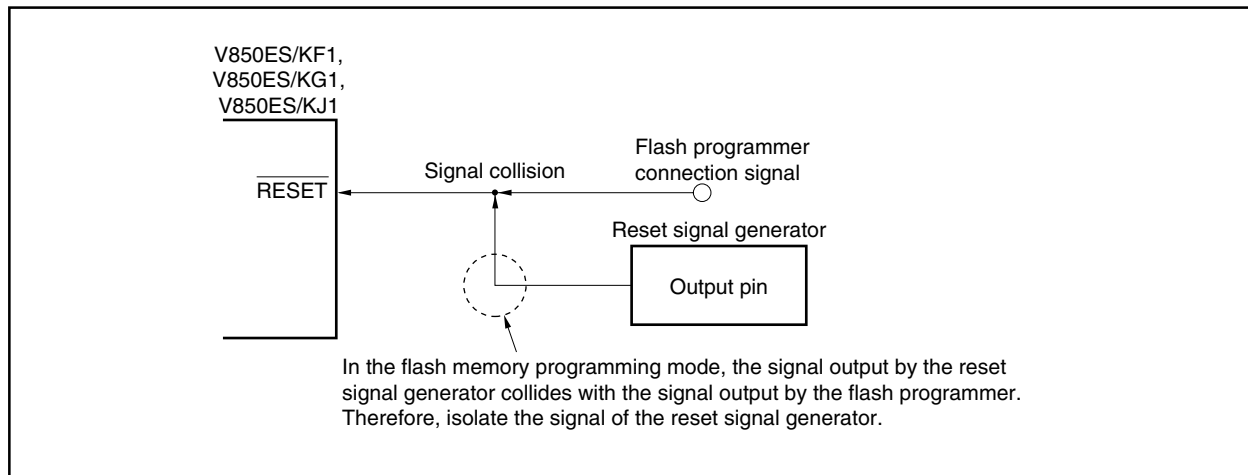 V850ES/KF1,
V850ES/KG1,
V850ES/KJ1
Signal collision
Flash programmer
connection signal
RESET
Reset signal generator
Output pin
In the flash memory programming mode, the signal output by the reset
signal generator collides with the signal output by the flash programmer.
Therefore, isolate the signal of the reset signal generator.